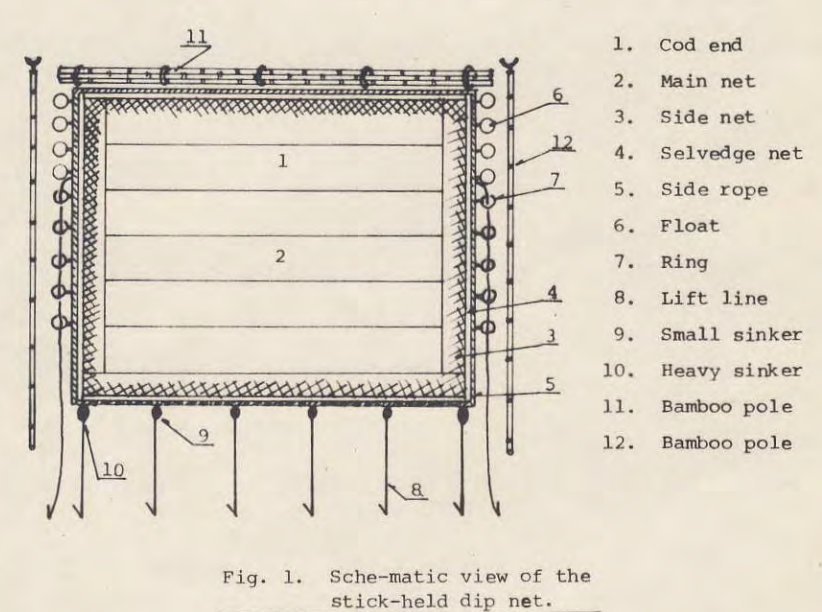 11
1. Cod end
2. Main net
3. Side net
4. Selvedge net
5. Side rope
6. Float
7. Ring
8. Lift line
9. Small sinker
10. Heavy sinker
11. Bamboo pole
12. Bamboo pole
6
12
1
7
2
4
3
5
9
10
8
Fig. 1. Sche-matic view of the
stick-held dip net.